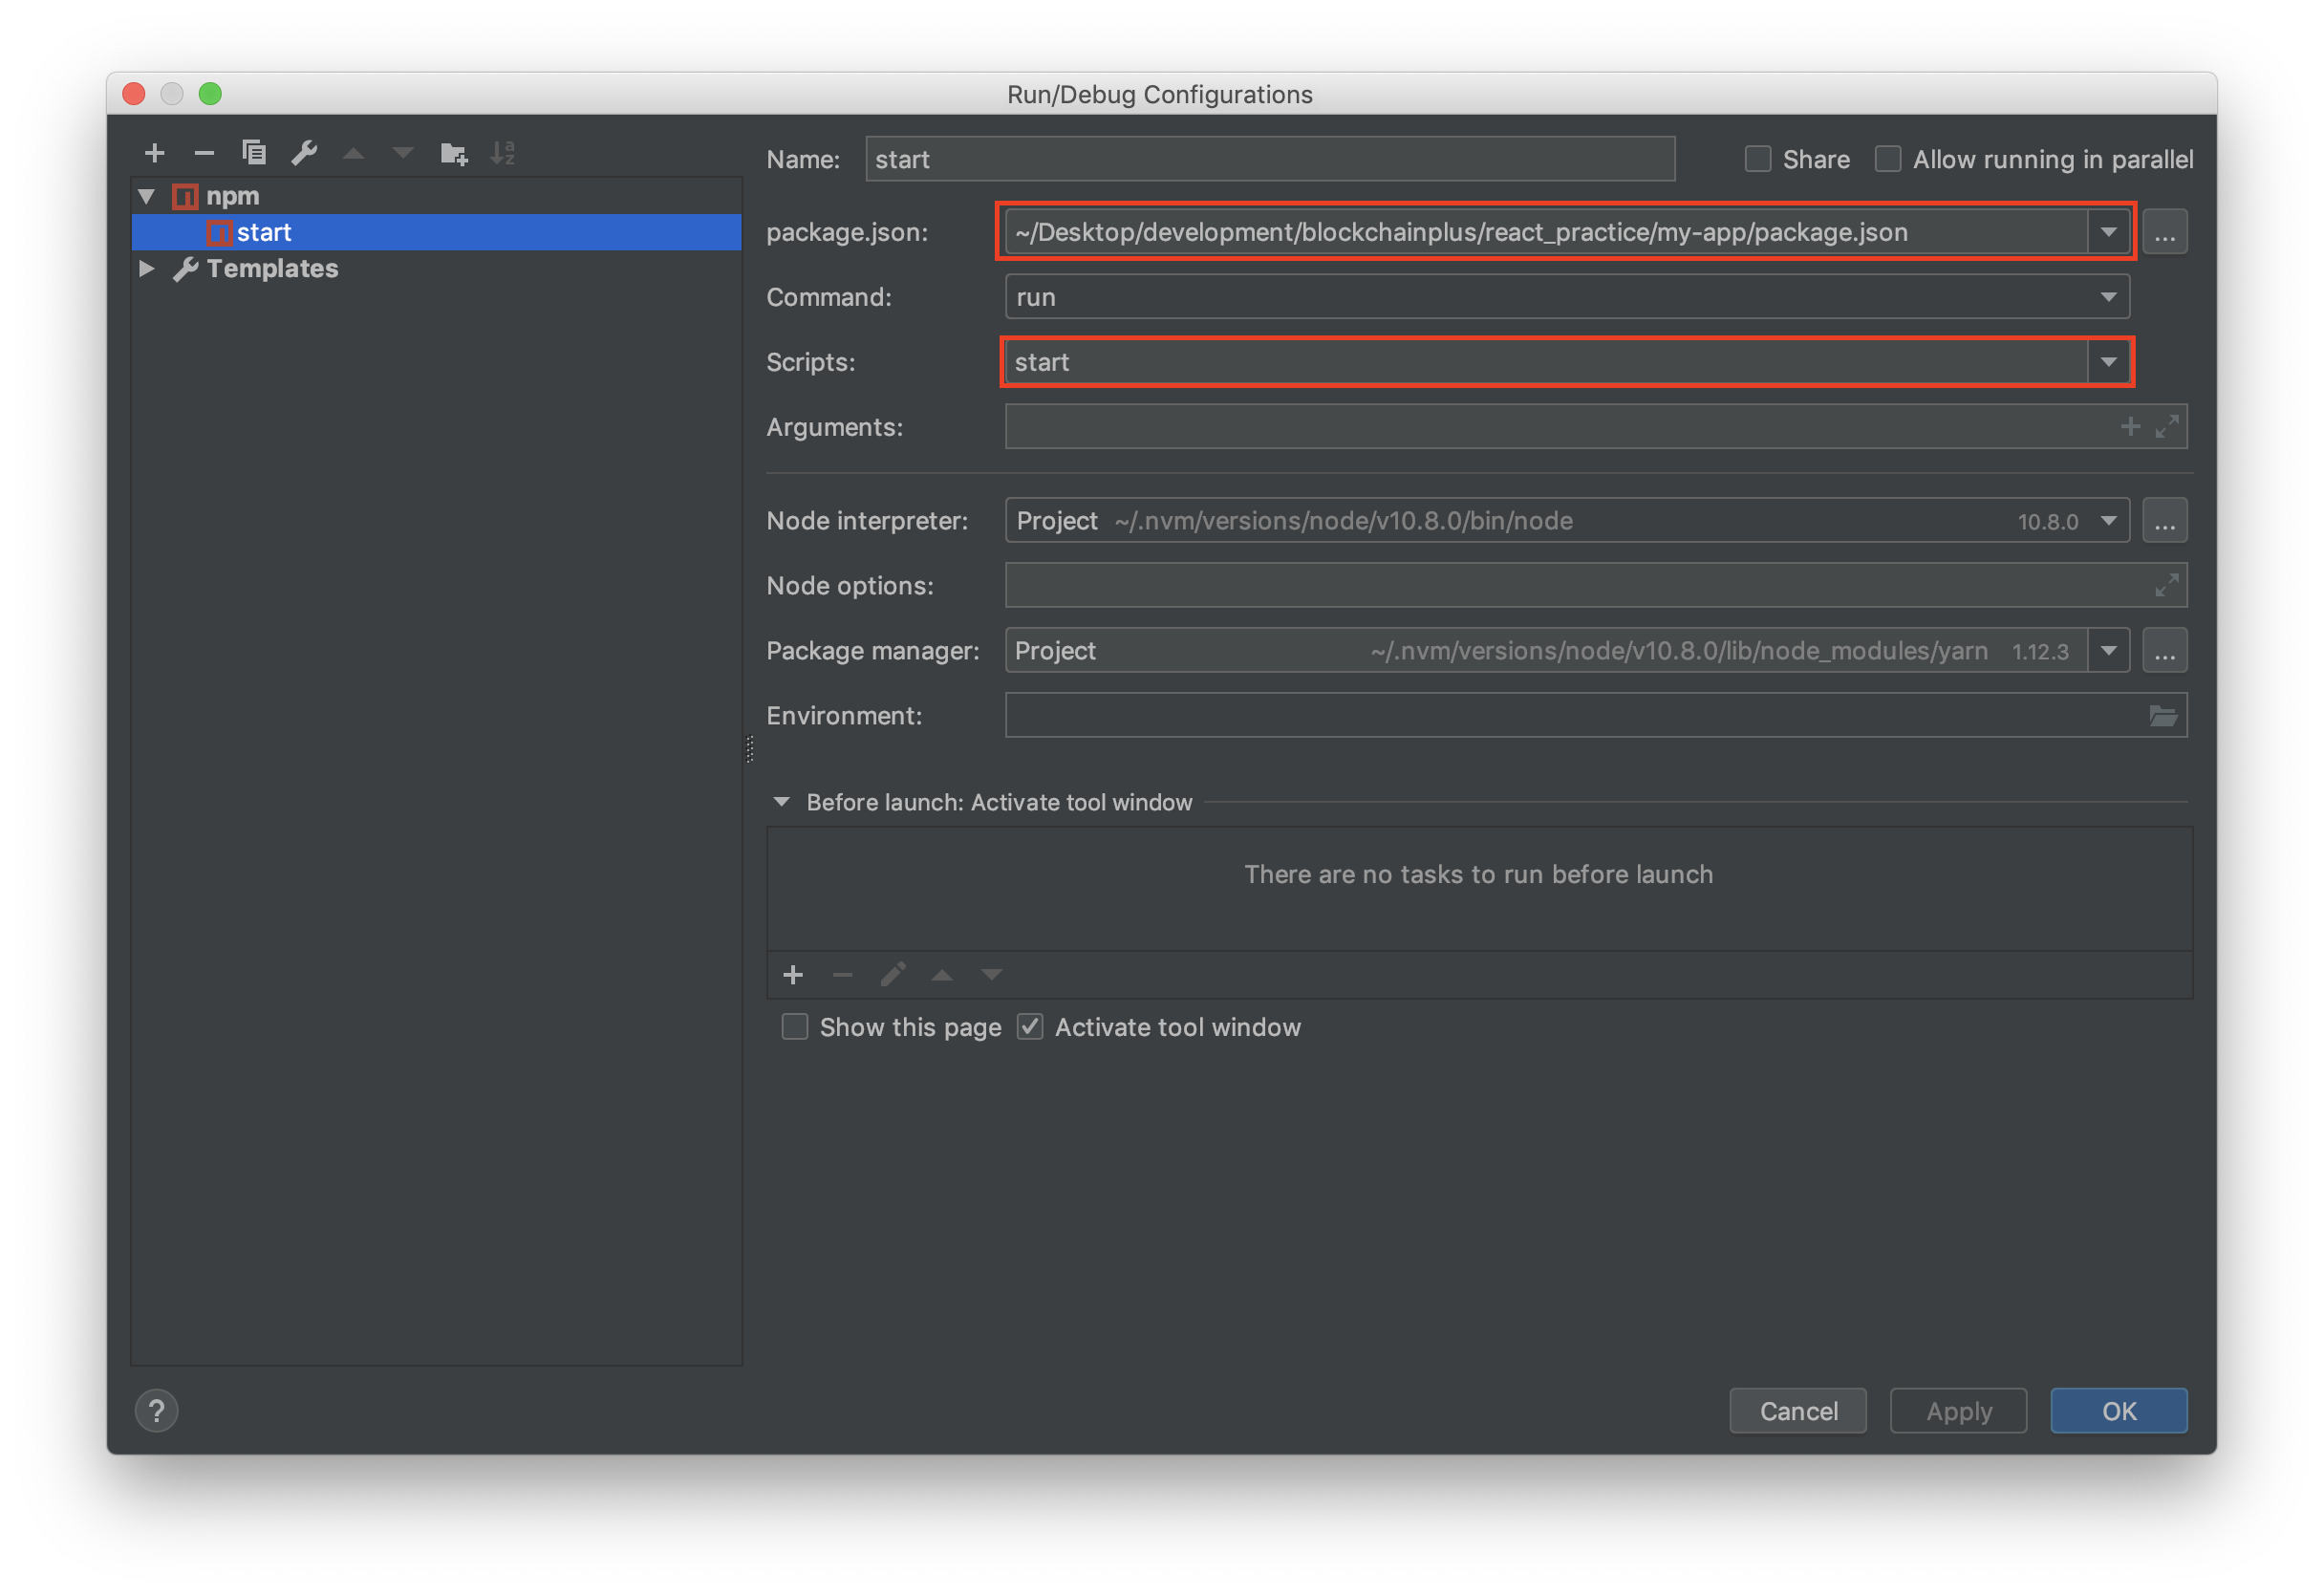 Run/Debug Configurations
npm
start
Templates
Name: start Share Allow running in parallel
package.json: ~/Desktop/development/blockchainplus/react_practice/my-app/package.json ...
Command: run
Scripts: start
Arguments:
Node interpreter: Project ~/.nvm/versions/node/v10.8.0/bin/node 10.8.0 ...
Node options:
Package manager: Project ~/.nvm/versions/node/v10.8.0/lib/node_modules/yarn 1.12.3 ...
Environment:
Before launch: Activate tool window
There are no tasks to run before launch
Show this page Activate tool window
? Cancel Apply OK